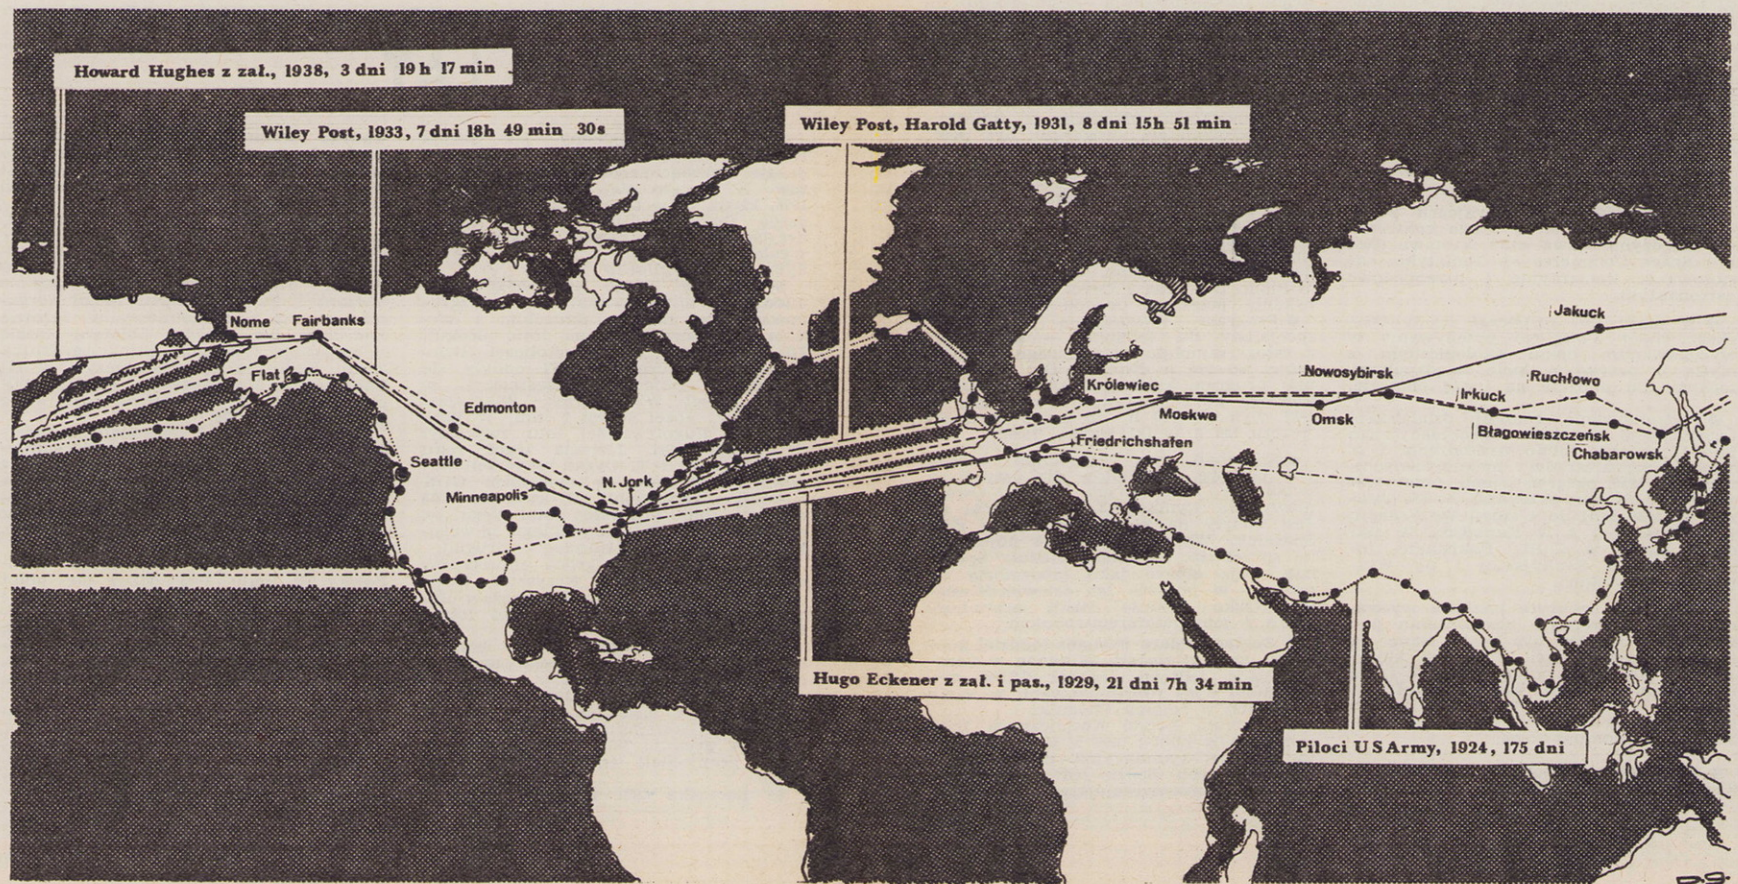 Howard Hughes z zał., 1938, 3 dni 19h 17 min
Wiley Post, 1933, 7 dni 18h 49 min 30s
Wiley Post, Harold Gatty, 1931, 8 dni 15h 51 min
Nome
Fairbanks
Jakuck
Flat
Edmonton
Królewiec
Nowosybirsk
Ruchłowo
Irkuck
Moskwa
Omsk
Błagowieszczeńsk
Friedrichshafen
Chabarowsk
Seattle
N. Jork
Minneapolis
Hugo Eckener z zał. i pas., 1929, 21 dni 7h 34 min
Piloci US Army, 1924, 175 dni